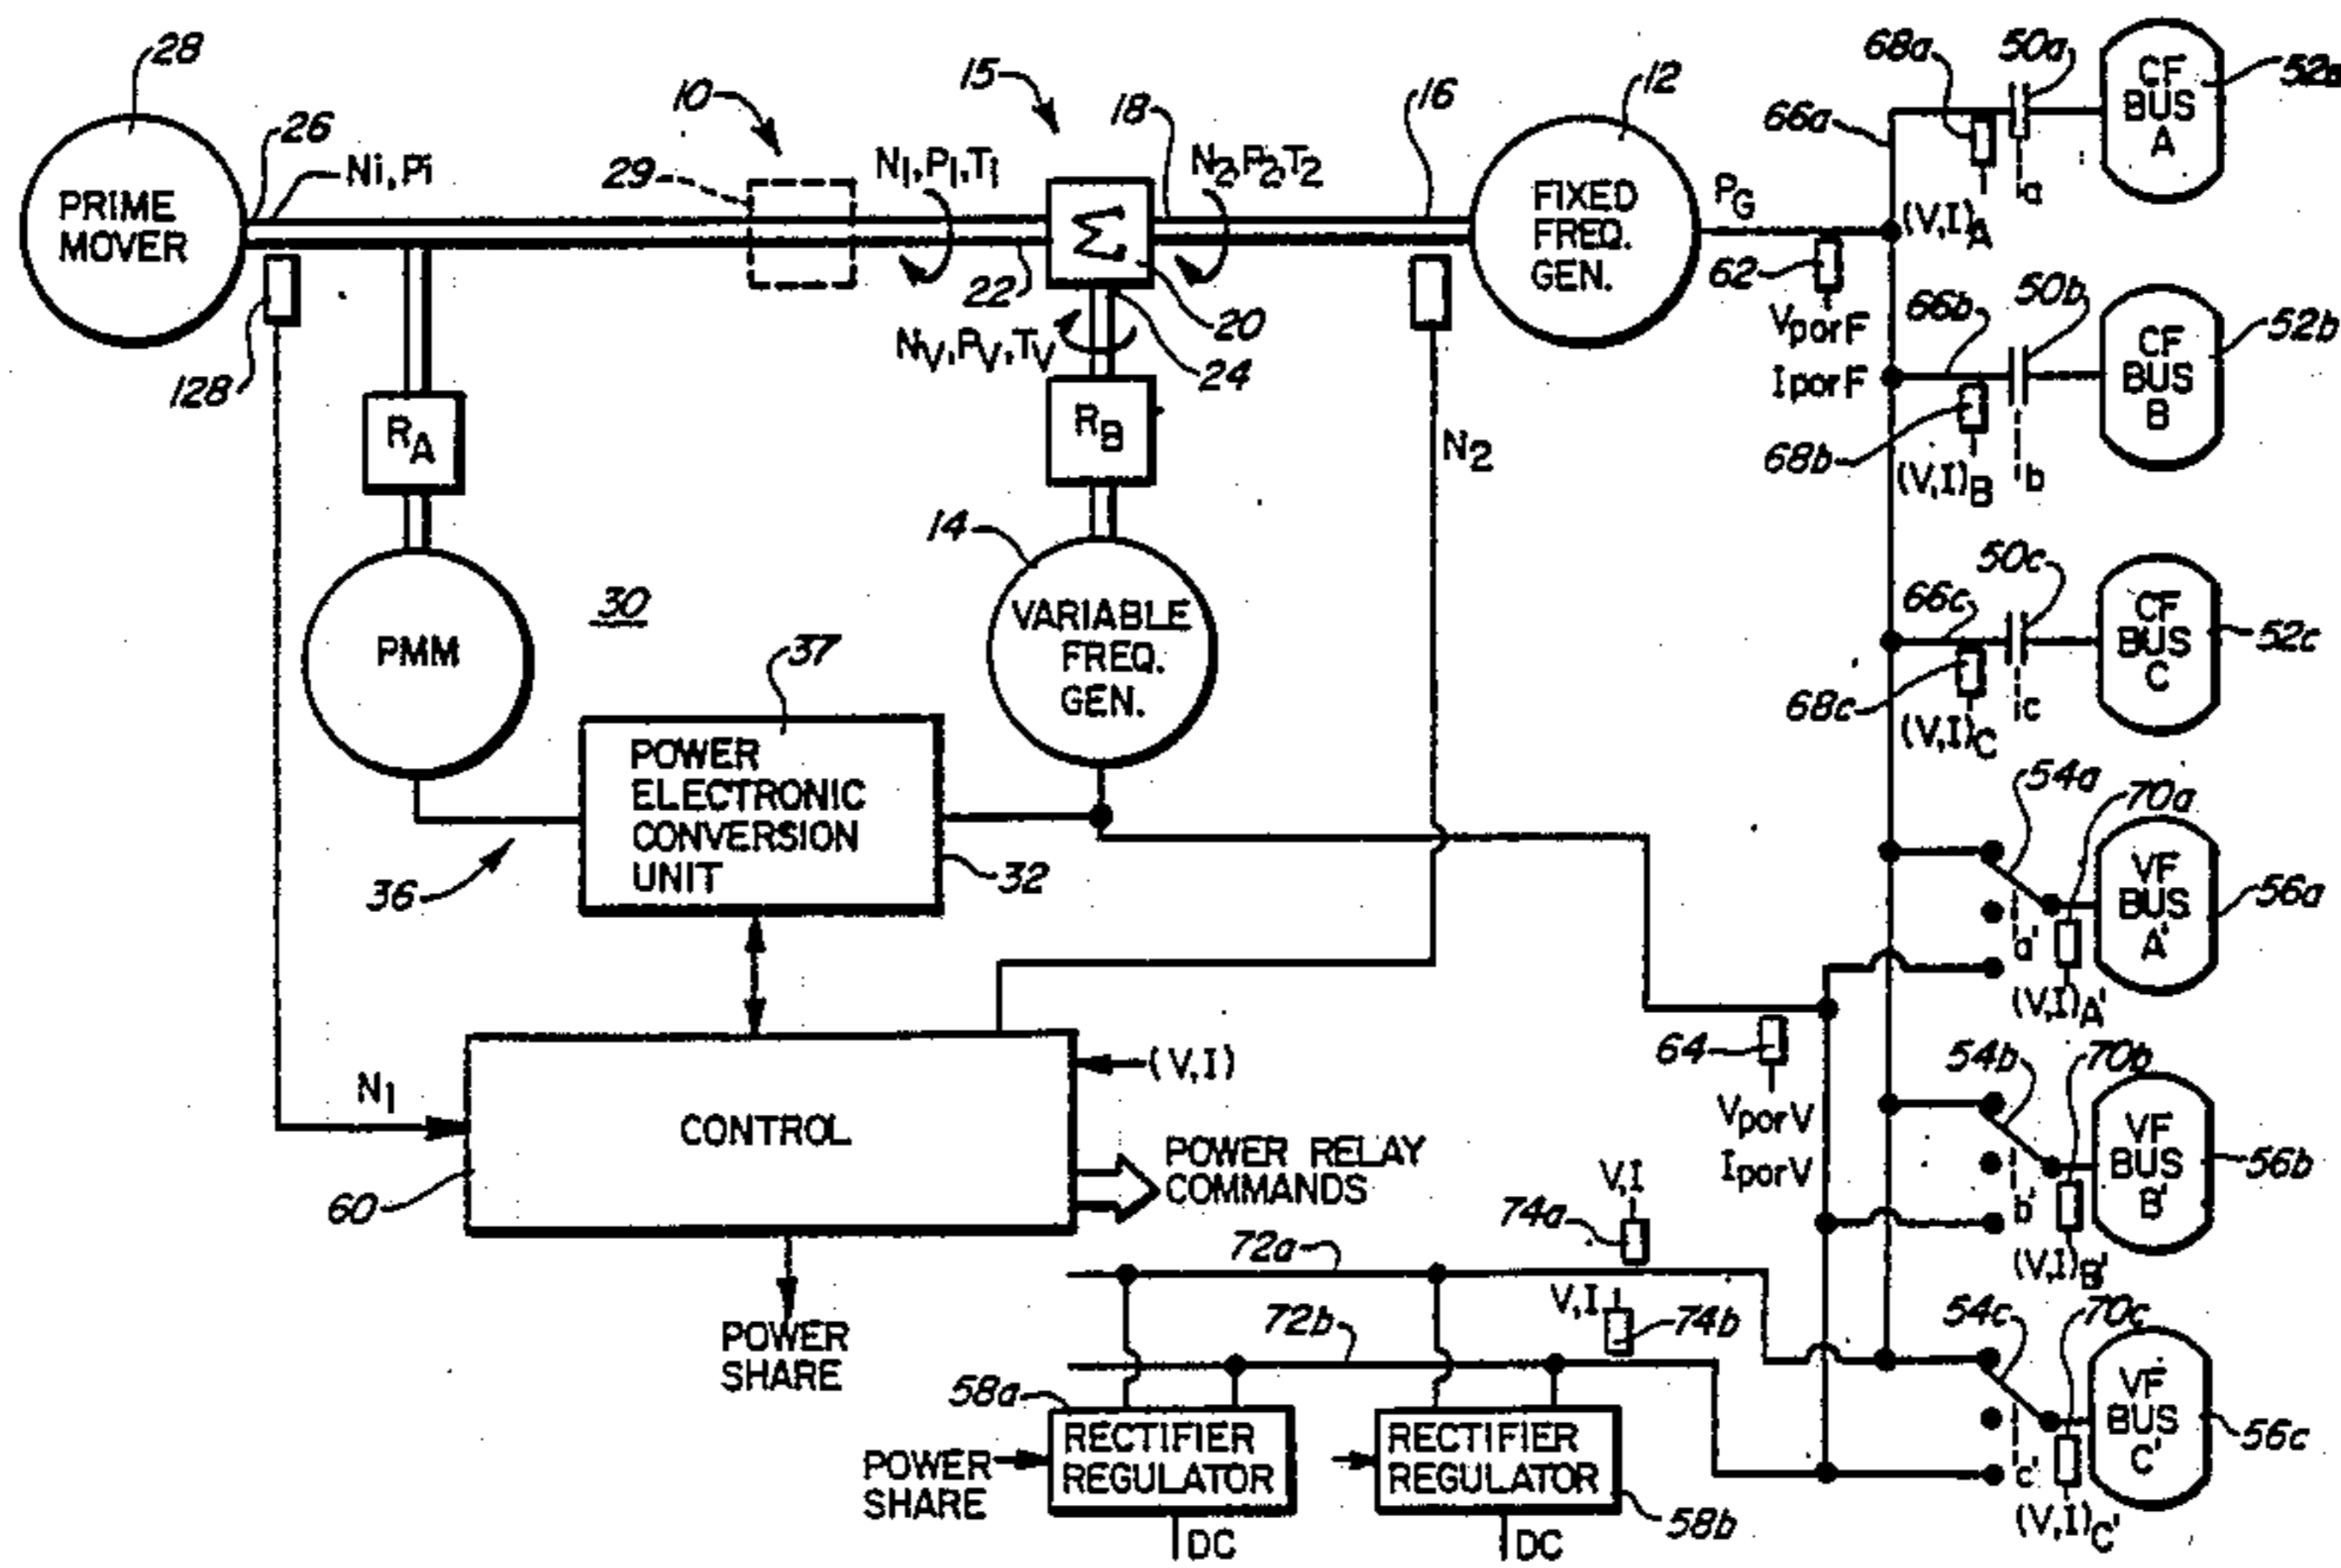 28
26
Ni,Pi
PRIME
MOVER
10
29
N1,P1,T1
15
18
N2,P2,T2
16
12
Σ
22
20
FIXED
FREQ.
GEN.
PG
62
VporF
IporF
66a
68a
50a
a
(V,I)A
CF
BUS
A
66b
50b
52b
68b
(V,I)B
b
CF
BUS
B
128
RA
NV,PV,TV
24
RB
N2
14
PMM
30
VARIABLE
FREQ.
GEN.
37
POWER
ELECTRONIC
CONVERSION
UNIT
36
32
66c
50c
52c
68c
(V,I)C
c
CF
BUS
C
54a
70a
VF
BUS
A'
56a
a'
(V,I)A'
64
VporV
IporV
54b
70b
VF
BUS
B'
56b
b'
(V,I)B'
N1
CONTROL
(V,I)
60
POWER RELAY
COMMANDS
POWER
SHARE
72a
74a
V,I
72b
V,I
74b
54c
70c
VF
BUS
C'
56c
c'
(V,I)C'
58a
RECTIFIER
REGULATOR
POWER
SHARE
DC
RECTIFIER
REGULATOR
58b
DC